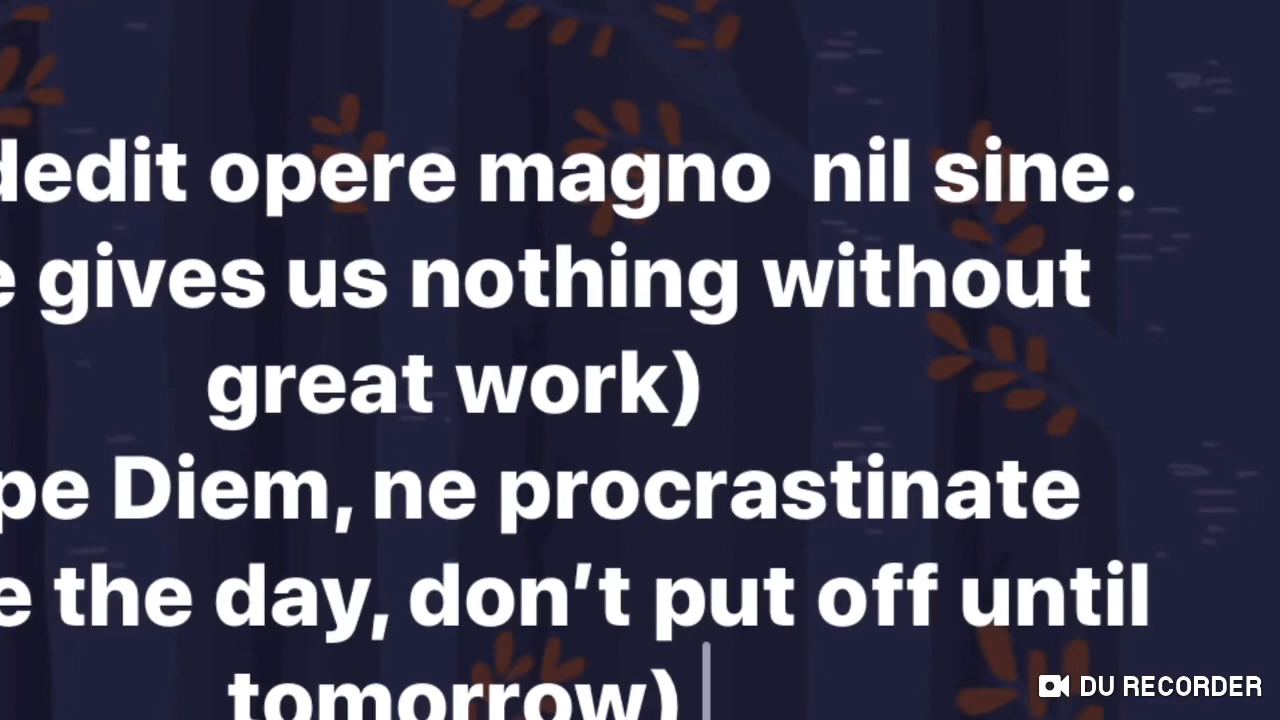 dedit opere magno nil sine.
e gives us nothing without
great work)
pe Diem, ne procrastinate
e the day, don’t put off until
tomorrow)
DU RECORDER